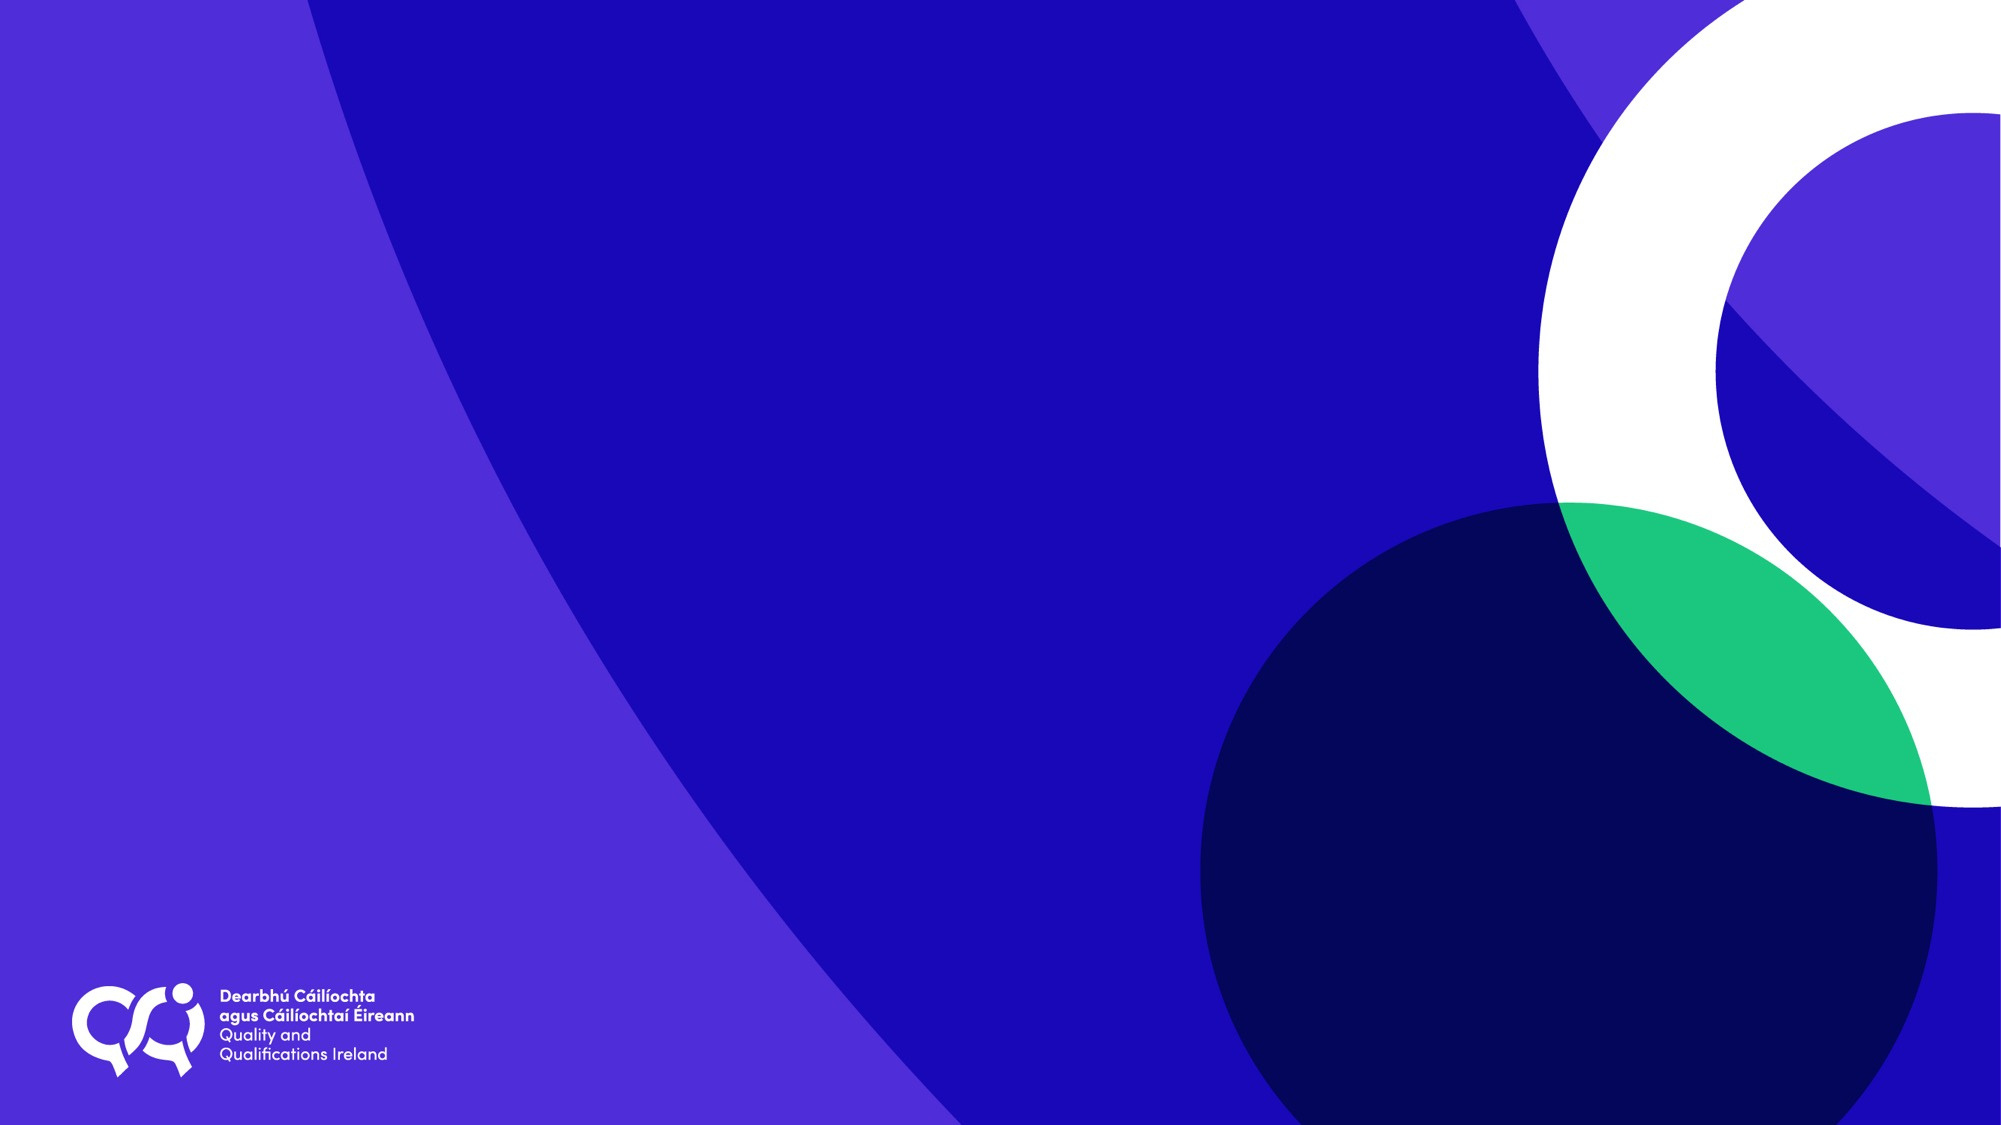 Dearbhú Cáilíochta
agus Cáilíochtaí Éireann
Quality and
Qualifications Ireland